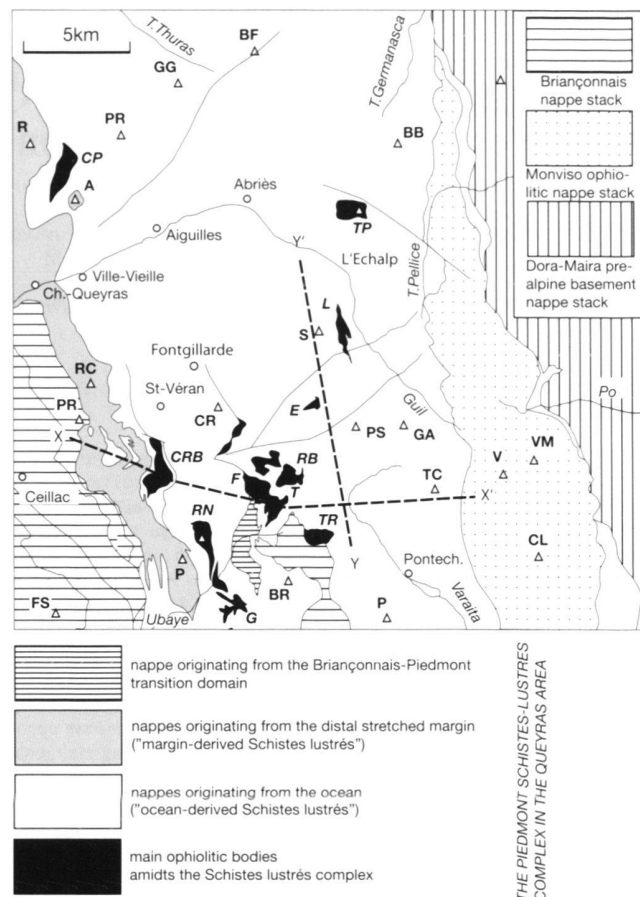 5km
T.Thuras
BF
GG
T.Germanasca
PR
R
CP
A
BB
Abriès
TP
Aiguilles
Y'
L'Echalp
Ville-Vieille
Ch.-Queyras
T.Pellice
L
S
Fontgillarde
RC
St-Véran
PR
CR
E
Guil
Po
X
PS
GA
CRB
RB
F
V
VM
Ceillac
T
TC
X'
RN
TR
CL
P
Y
Pontech.
BR
FS
Ubaye
G
P
Varaita
Briançonnais
nappe stack
Monviso ophio-
litic nappe stack
Dora-Maira pre-
alpine basement
nappe stack
nappe originating from the Briançonnais-Piedmont
transition domain
nappes originating from the distal stretched margin
("margin-derived Schistes lustrés")
nappes originating from the ocean
("ocean-derived Schistes lustrés")
main ophiolitic bodies
amidts the Schistes lustrés complex
THE PIEDMONT SCHISTES-LUSTRES
COMPLEX IN THE QUEYRAS AREA